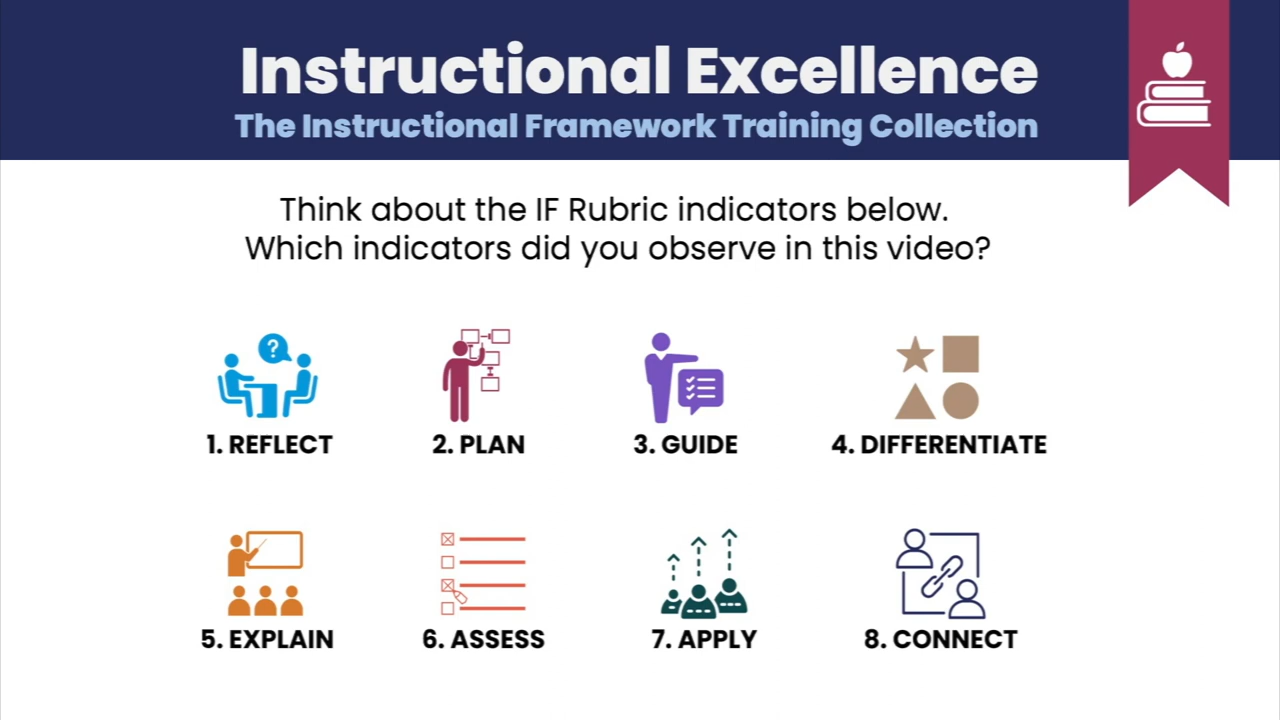 Instructional Excellence
The Instructional Framework Training Collection
Think about the IF Rubric indicators below.
Which indicators did you observe in this video?
?
1. REFLECT
2. PLAN
3. GUIDE
4. DIFFERENTIATE
5. EXPLAIN
6. ASSESS
7. APPLY
8. CONNECT